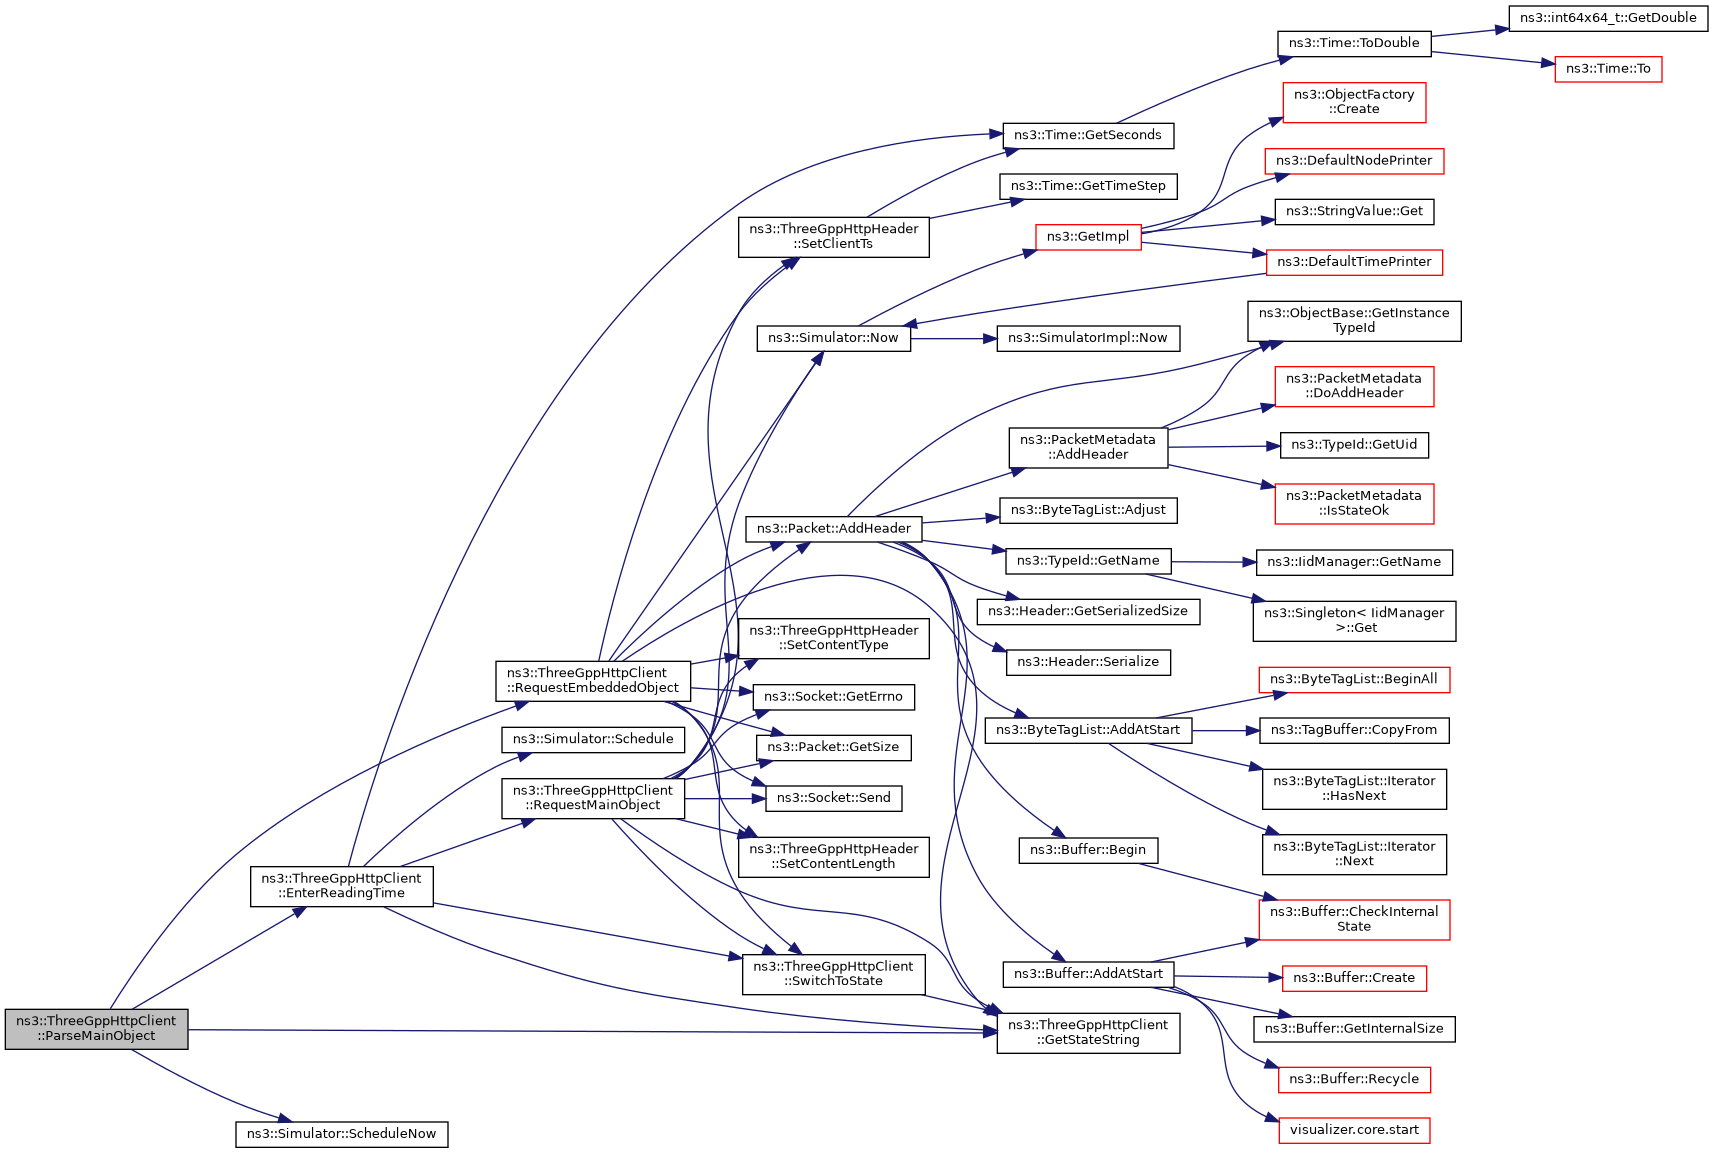 ns3::ThreeGppHttpClient
::ParseMainObject
ns3::ThreeGppHttpClient
::EnterReadingTime
ns3::Simulator::ScheduleNow
ns3::ThreeGppHttpClient
::RequestEmbeddedObject
ns3::Simulator::Schedule
ns3::ThreeGppHttpClient
::RequestMainObject
ns3::ThreeGppHttpHeader
::SetClientTs
ns3::Simulator::Now
ns3::Packet::AddHeader
ns3::ThreeGppHttpHeader
::SetContentType
ns3::Socket::GetErrno
ns3::Packet::GetSize
ns3::Socket::Send
ns3::ThreeGppHttpHeader
::SetContentLength
ns3::ThreeGppHttpClient
::SwitchToState
ns3::Time::GetSeconds
ns3::Time::GetTimeStep
ns3::GetImpl
ns3::SimulatorImpl::Now
ns3::PacketMetadata
::AddHeader
ns3::ByteTagList::Adjust
ns3::TypeId::GetName
ns3::Header::GetSerializedSize
ns3::Header::Serialize
ns3::ByteTagList::AddAtStart
ns3::Buffer::Begin
ns3::Buffer::AddAtStart
ns3::ThreeGppHttpClient
::GetStateString
ns3::Time::ToDouble
ns3::ObjectFactory
::Create
ns3::DefaultNodePrinter
ns3::StringValue::Get
ns3::DefaultTimePrinter
ns3::ObjectBase::GetInstance
TypeId
ns3::PacketMetadata
::DoAddHeader
ns3::TypeId::GetUid
ns3::PacketMetadata
::IsStateOk
ns3::IidManager::GetName
ns3::Singleton< IidManager
>::Get
ns3::ByteTagList::BeginAll
ns3::TagBuffer::CopyFrom
ns3::ByteTagList::Iterator
::HasNext
ns3::ByteTagList::Iterator
::Next
ns3::Buffer::CheckInternal
State
ns3::Buffer::Create
ns3::Buffer::GetInternalSize
ns3::Buffer::Recycle
visualizer.core.start
ns3::int64x64_t::GetDouble
ns3::Time::To